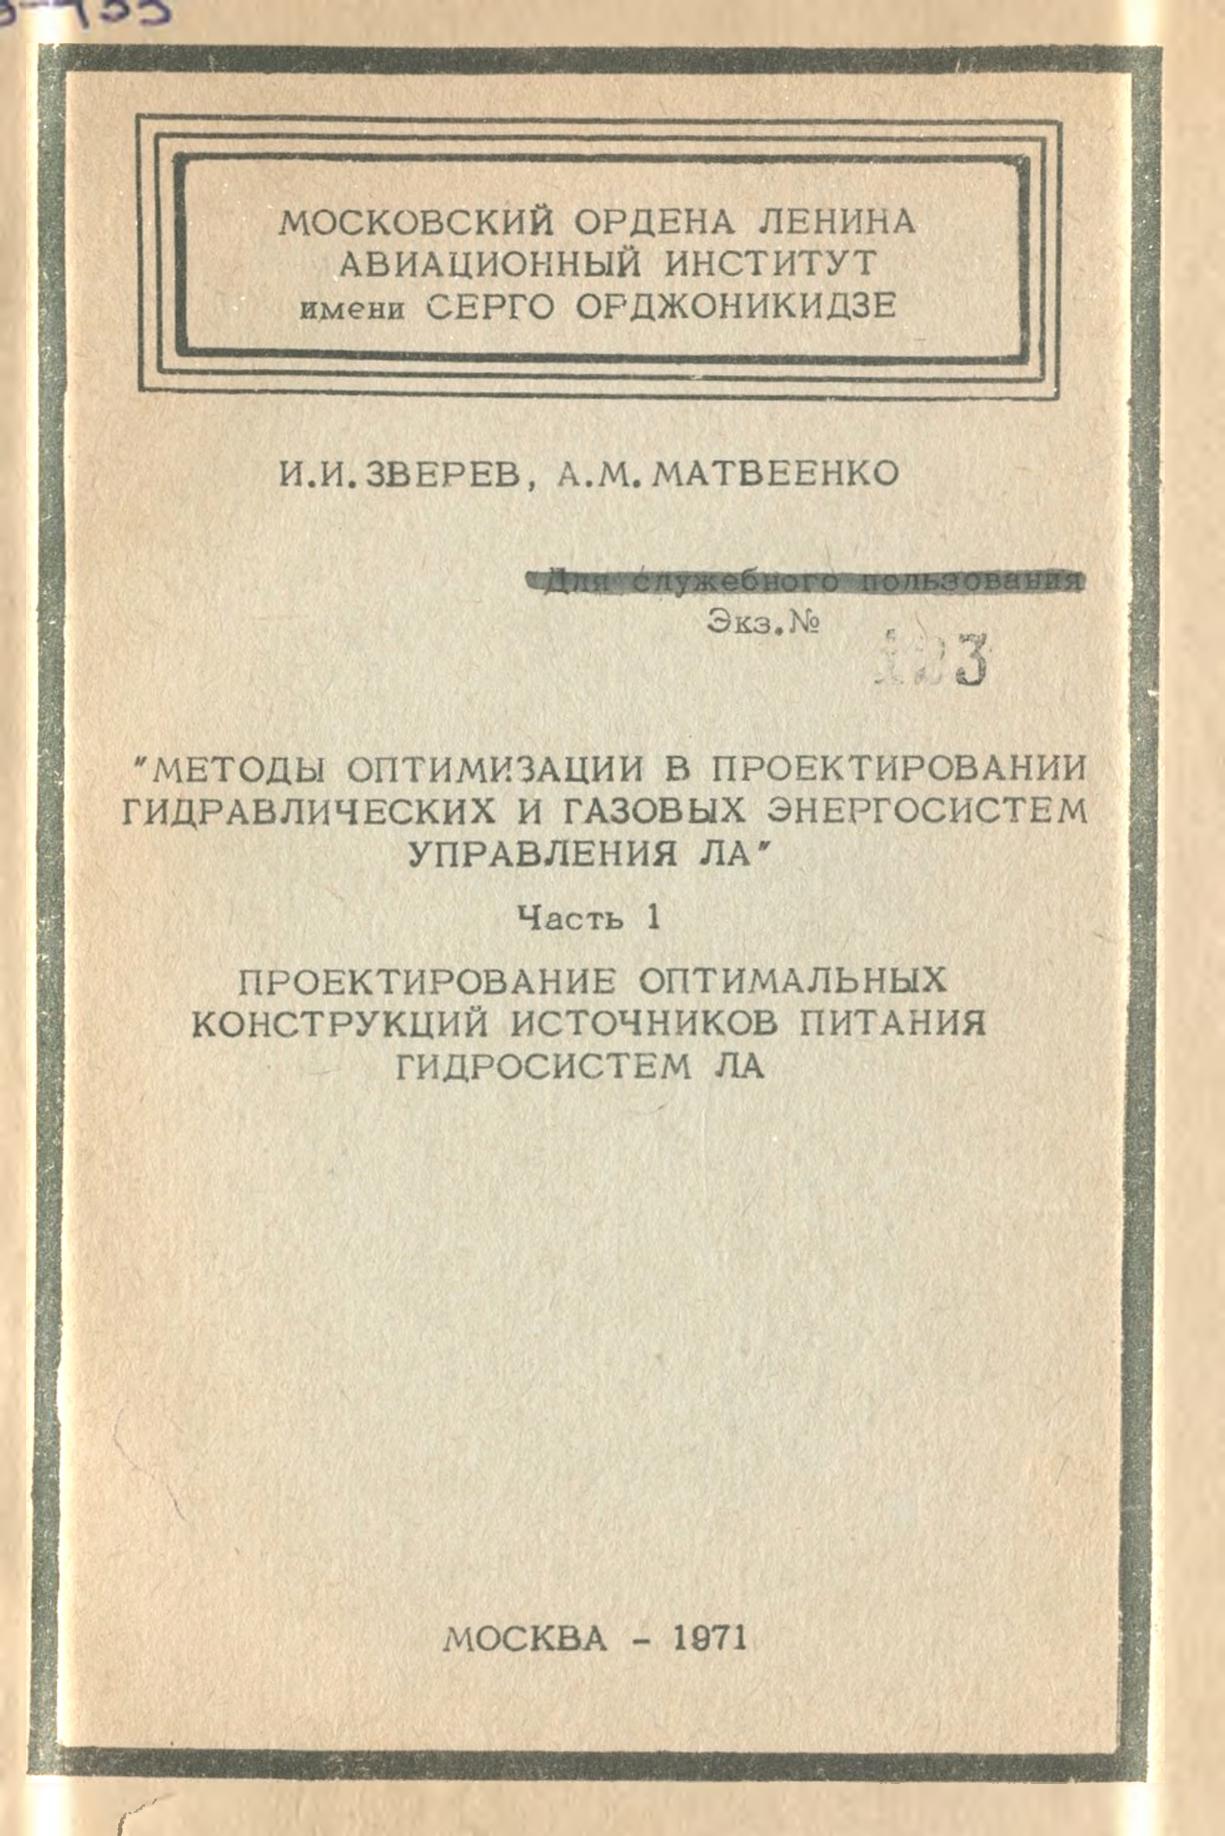 МОСКОВСКИЙ ОРДЕНА ЛЕНИНА
АВИАЦИОННЫЙ ИНСТИТУТ
имени СЕРГО ОРДЖОНИКИДЗЕ
И.И. ЗВЕРЕВ, А.М. МАТВЕЕНКО
Для служебного пользования
Экз.№
123
"МЕТОДЫ ОПТИМИЗАЦИИ В ПРОЕКТИРОВАНИИ
ГИДРАВЛИЧЕСКИХ И ГАЗОВЫХ ЭНЕРГОСИСТЕМ
УПРАВЛЕНИЯ ЛА"
Часть 1
ПРОЕКТИРОВАНИЕ ОПТИМАЛЬНЫХ
КОНСТРУКЦИЙ ИСТОЧНИКОВ ПИТАНИЯ
ГИДРОСИСТЕМ ЛА
МОСКВА - 1971